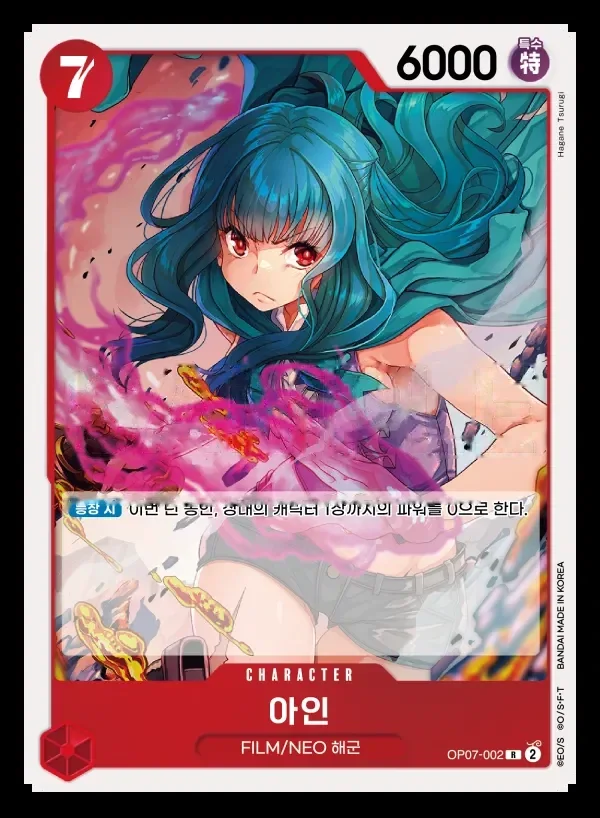 7
6000
특수
特
Hagane Tsurugi
등장 시 이번 턴 동안, 상대의 캐릭터 1장까지의 파워를 0으로 한다.
CHARACTER
아인
FILM/NEO 해군
OP07-002 R 2
©EO/S ©O/S·F·T BANDAI MADE IN KOREA